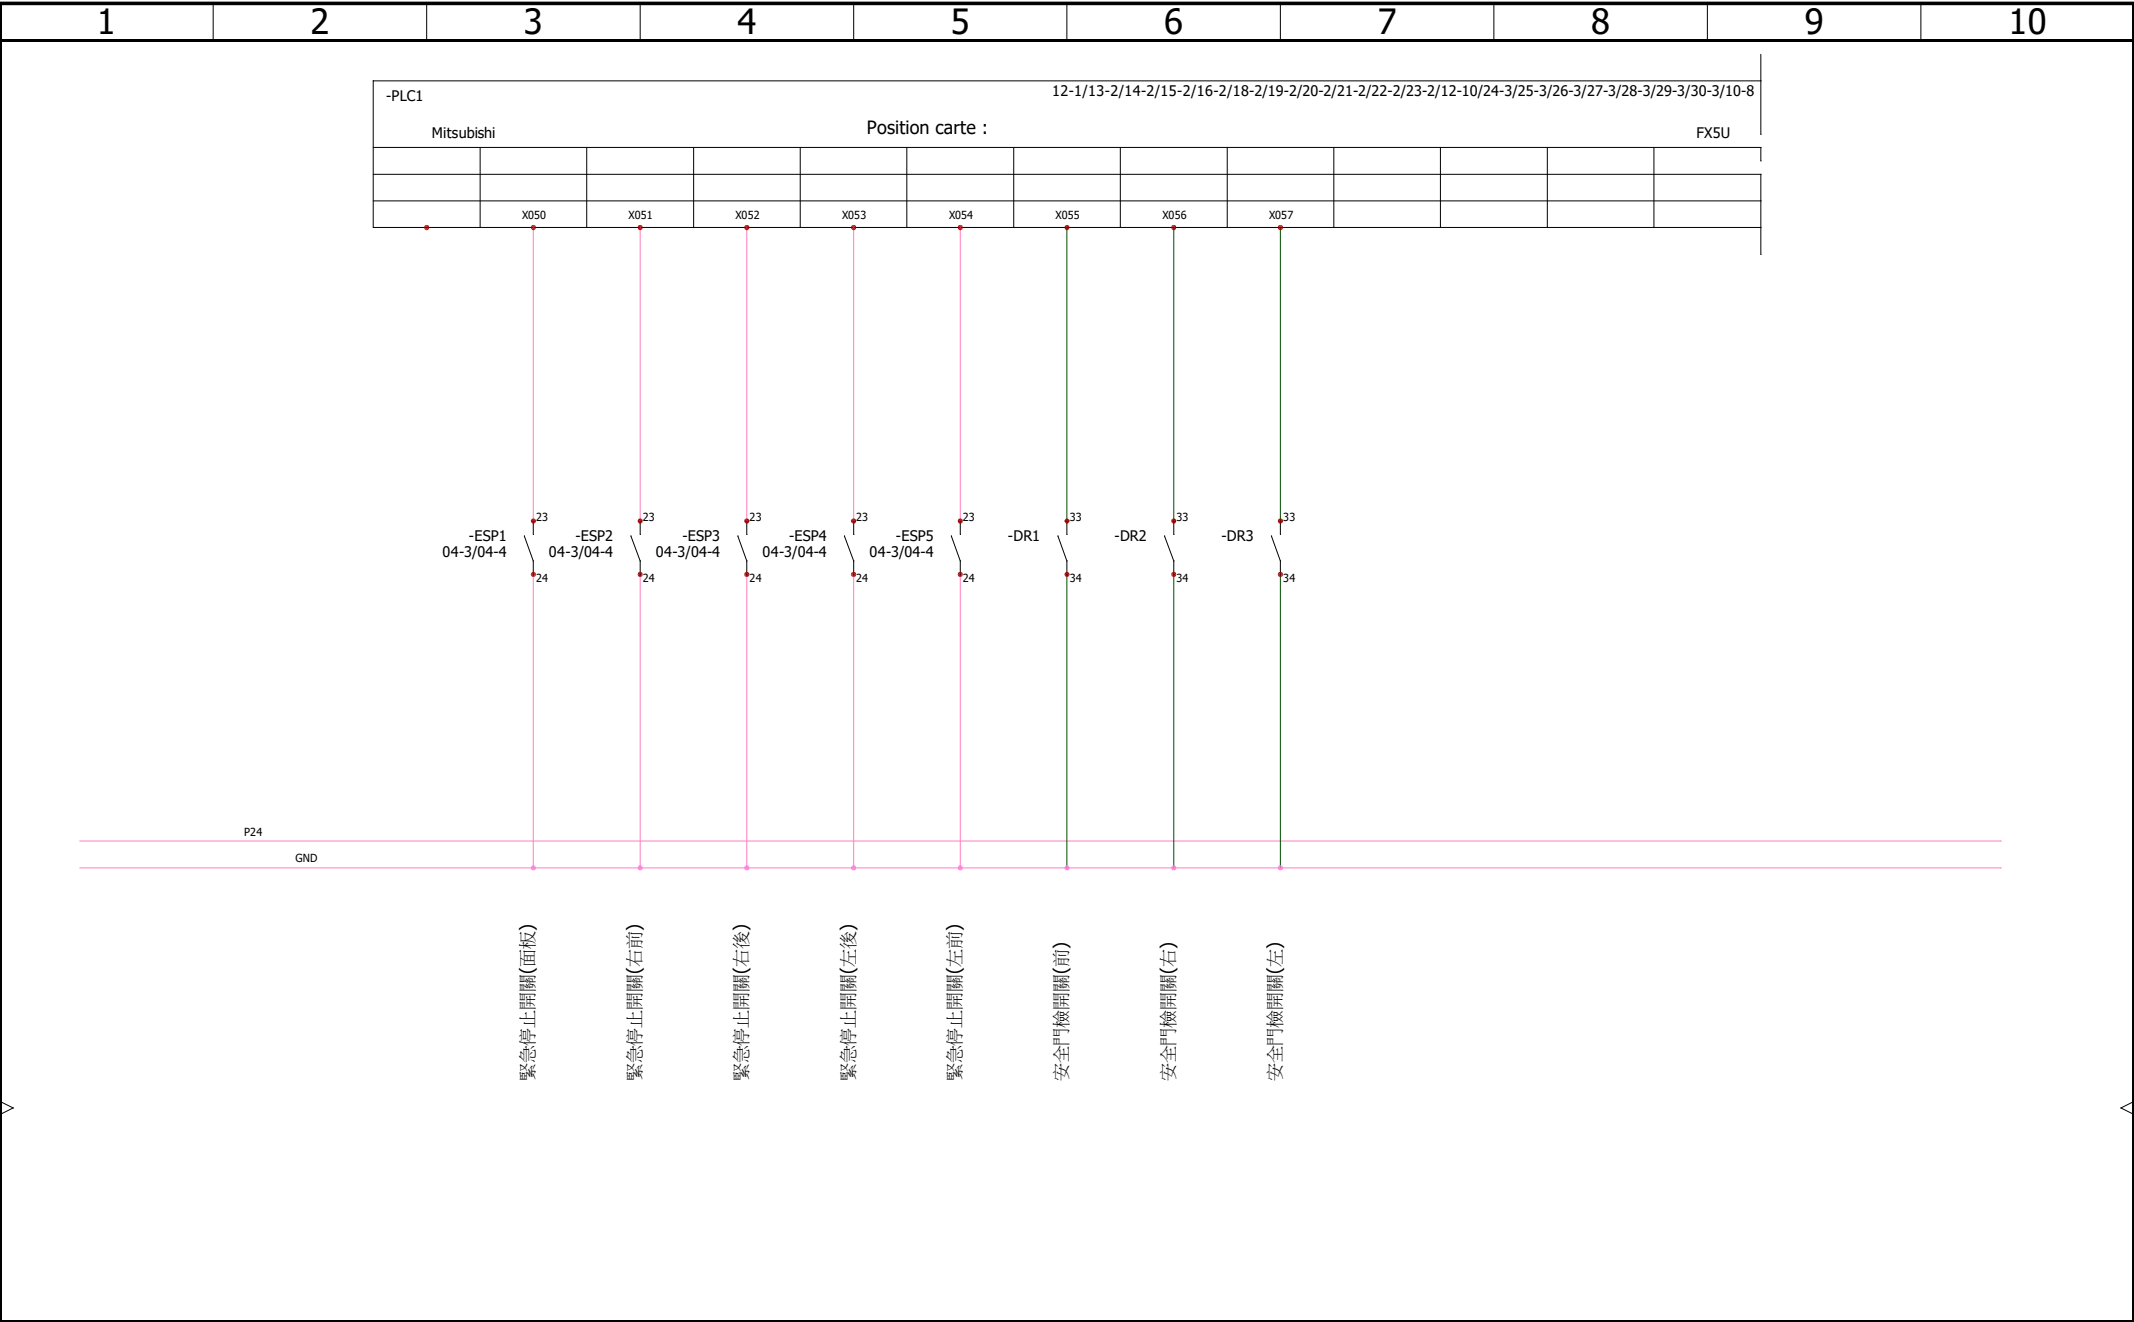 1 2 3 4 5 6 7 8 9 10
-PLC1 12-1/13-2/14-2/15-2/16-2/18-2/19-2/20-2/21-2/22-2/23-2/12-10/24-3/25-3/26-3/27-3/28-3/29-3/30-3/10-8
Mitsubishi Position carte : FX5U
X050 X051 X052 X053 X054 X055 X056 X057
23 23 23 23 23 33 33 33
-ESP1 -ESP2 -ESP3 -ESP4 -ESP5 -DR1 -DR2 -DR3
04-3/04-4 04-3/04-4 04-3/04-4 04-3/04-4 04-3/04-4
24 24 24 24 24 34 34 34
P24
GND
緊急停止開關(面板)
緊急停止開關(右前)
緊急停止開關(右後)
緊急停止開關(左後)
緊急停止開關(左前)
安全門檢開關(前)
安全門檢開關(右)
安全門檢開關(左)